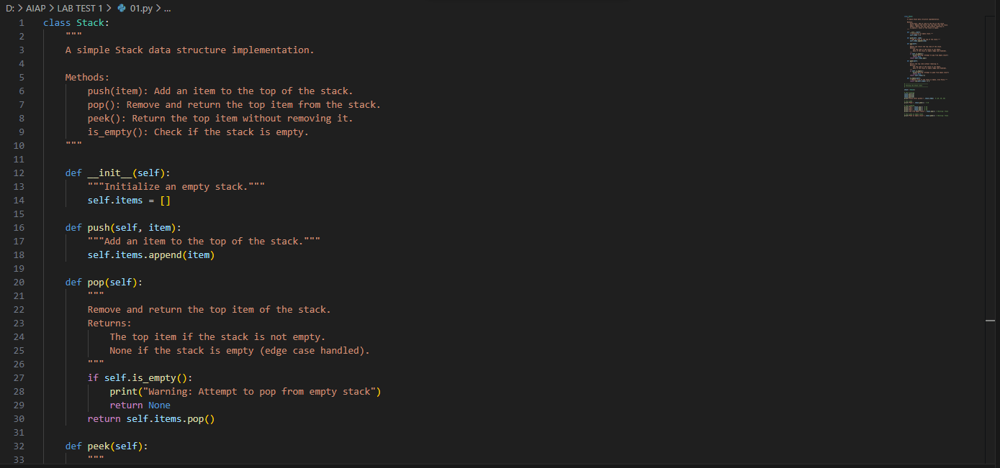 D: > AIAP > LAB TEST 1 > 01.py > ...
1 class Stack:
2     """
3     A simple Stack data structure implementation.
4
5     Methods:
6         push(item): Add an item to the top of the stack.
7         pop(): Remove and return the top item from the stack.
8         peek(): Return the top item without removing it.
9         is_empty(): Check if the stack is empty.
10     """
11
12     def __init__(self):
13         """Initialize an empty stack."""
14         self.items = []
15
16     def push(self, item):
17         """Add an item to the top of the stack."""
18         self.items.append(item)
19
20     def pop(self):
21         """
22         Remove and return the top item of the stack.
23         Returns:
24             The top item if the stack is not empty.
25             None if the stack is empty (edge case handled).
26         """
27         if self.is_empty():
28             print("Warning: Attempt to pop from empty stack")
29             return None
30         return self.items.pop()
31
32     def peek(self):
33         """